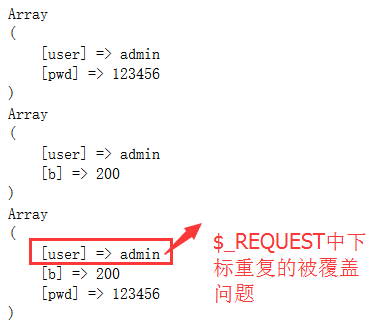 Array
(
[user] => admin
[pwd] => 123456
)
Array
(
[user] => admin
[b] => 200
)
Array
(
[user] => admin
[b] => 200
[pwd] => 123456
)
$_REQUEST中下
标重复的被覆盖
问题